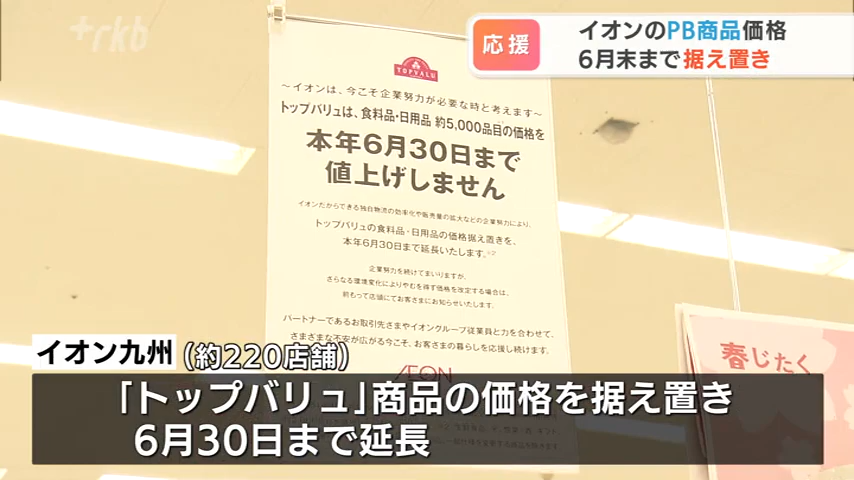 +rkb
応援
イオンのPB商品価格
6月末まで据え置き
TOPVALU
～イオンは、今こそ企業努力が必要な時と考えます～
トップバリュは、食料品・日用品 約5,000品目の価格を
本年6月30日まで
値上げしません
イオンだからできる独自物流の効率化や販売量の拡大などの企業努力により、
トップバリュの食料品・日用品の価格据え置きを、
本年6月30日まで延長いたします。
企業努力を続けてまいりますが、
さらなる環境変化によりやむを得ず価格を改定する場合は、
前もって店頭にてお客さまにお知らせいたします。
パートナーであるお取引先さまやイオングループ従業員と力を合わせて、
さまざまな不安が広がる今こそ、お客さまの暮らしを応援し続けます。
ÆON
春じたく
イオン九州(約220店舗)
「トップバリュ」商品の価格を据え置き
6月30日まで延長